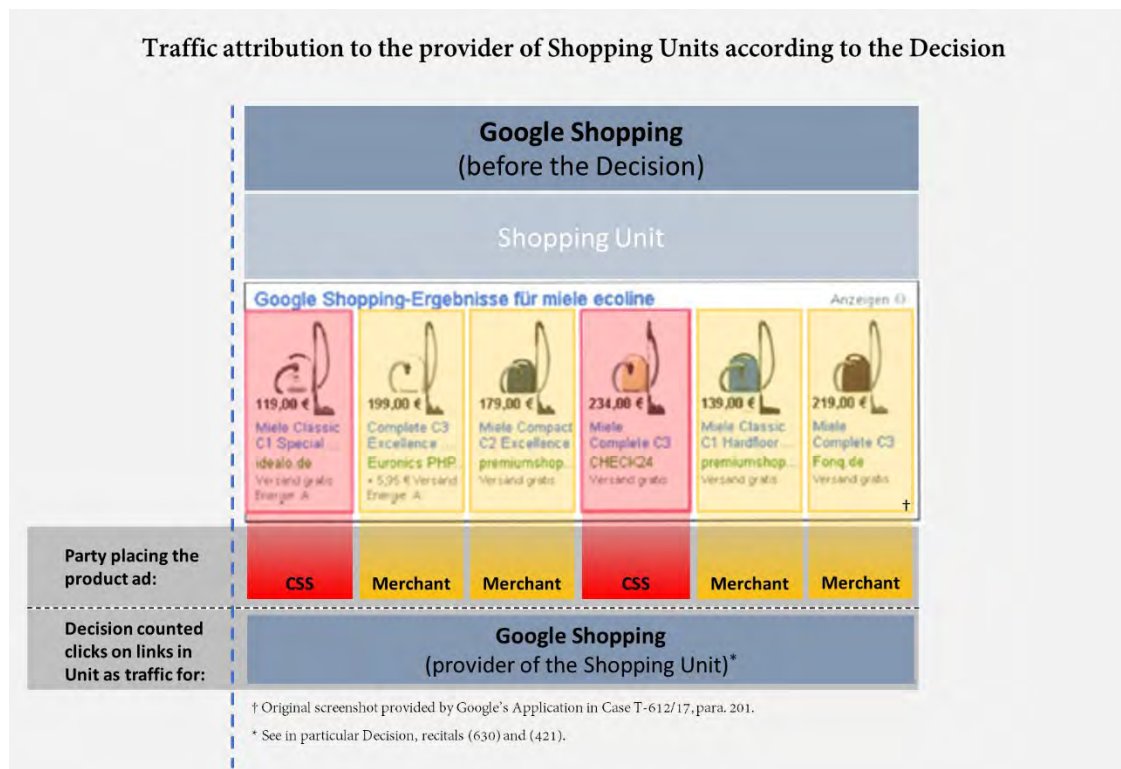 Traffic attribution to the provider of Shopping Units according to the Decision
Google Shopping
(before the Decision)
Shopping Unit
Google Shopping-Ergebnisse für miele ecoline
Anzeigen
119,00 €
Miele Classic
C1 Special ...
idealo.de
Versand gratis
Energie: A
199,00 €
Complete C3
Excellence ...
Euronics PHP...
+ 5,95 € Versand
Energie: A
179,00 €
Miele Compact
C2 Excellence
premiumshop...
Versand gratis
234,00 €
Miele
Complete C3
CHECK24
Versand gratis
139,00 €
Miele Classic
C1 Hardfloor ...
premiumshop...
Versand gratis
219,00 €
Miele
Complete C3
Fonq.de
Versand gratis
†
Party placing the
product ad:
CSS
Merchant
Merchant
CSS
Merchant
Merchant
Decision counted
clicks on links in
Unit as traffic for:
Google Shopping
(provider of the Shopping Unit)*
† Original screenshot provided by Google's Application in Case T-612/17, para. 201.
* See in particular Decision, recitals (630) and (421).